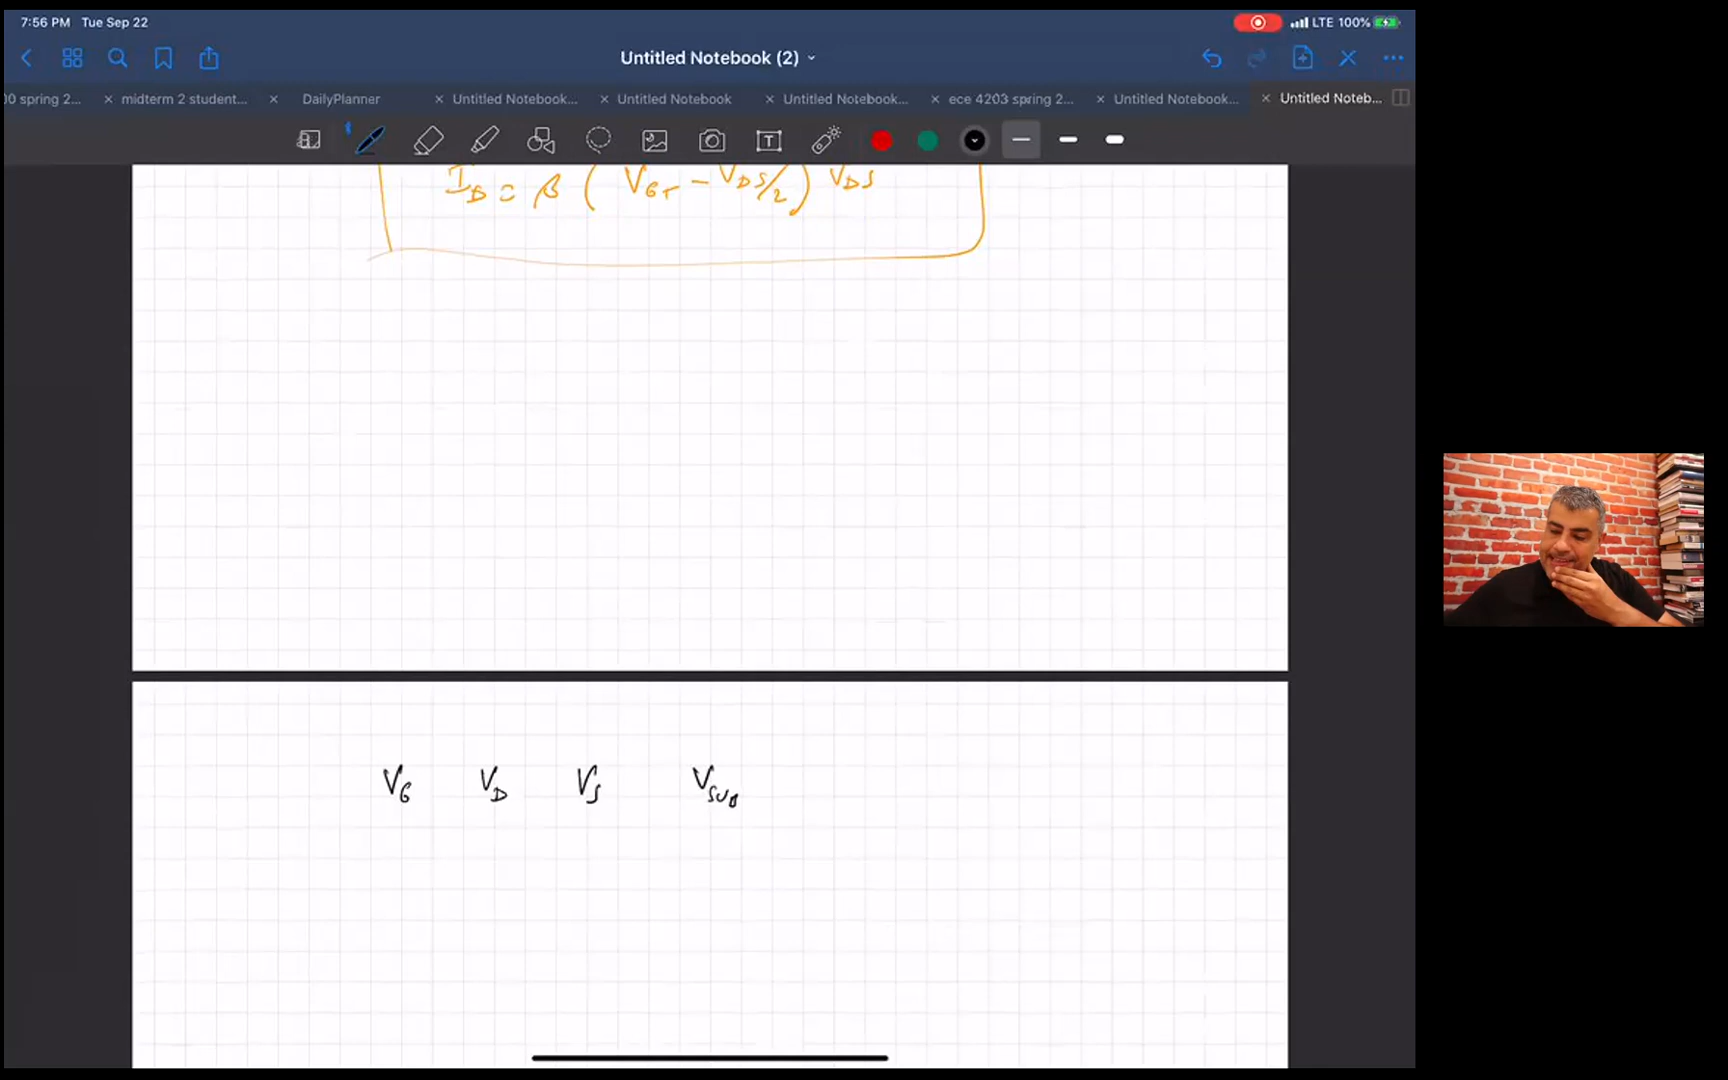 7:56 PM Tue Sep 22
LTE 100%
Untitled Notebook (2)
00 spring 2...
midterm 2 student...
DailyPlanner
Untitled Notebook...
Untitled Notebook
Untitled Notebook...
ece 4203 spring 2...
Untitled Notebook...
Untitled Noteb...
I_D = β (V_GT - V_DS/2) V_DS
V_G V_D V_S V_SUB